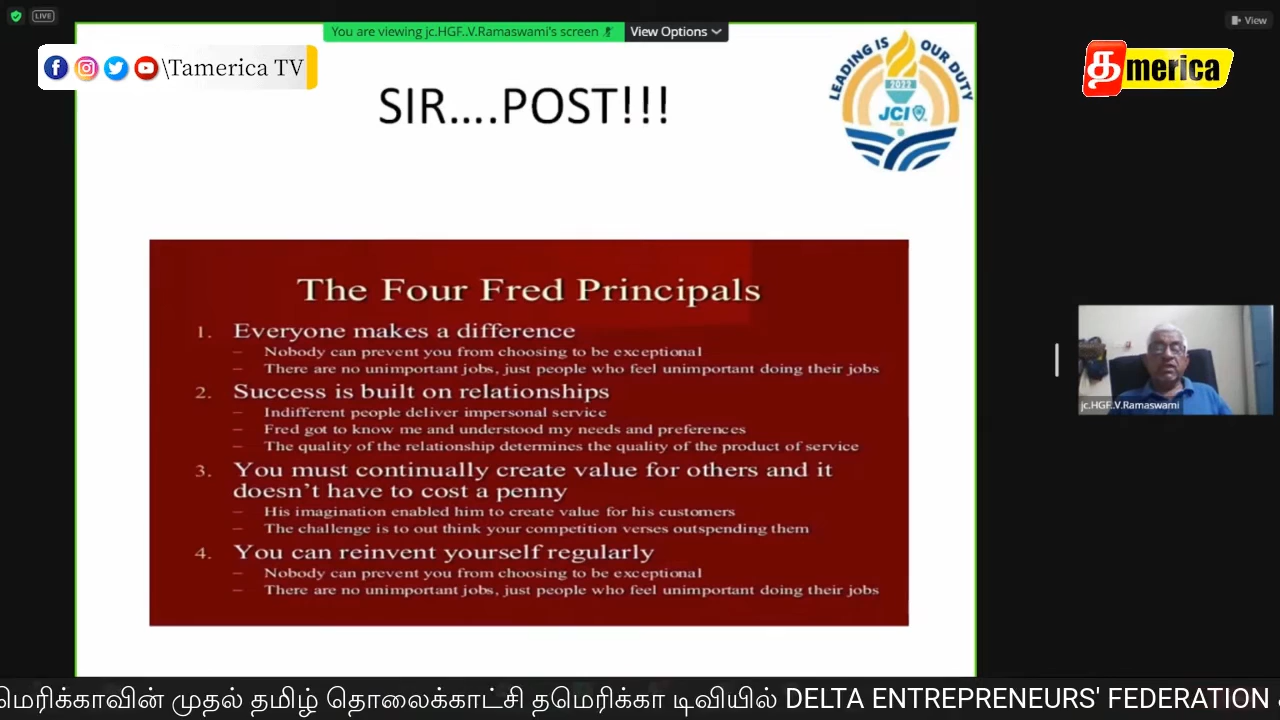 LIVE
You are viewing jc.HGF..V.Ramaswami's screen
View Options
View
\Tamerica TV
SIR....POST!!!
LEADING IS OUR DUTY
2022
JCI
தmerica
The Four Fred Principals
1. Everyone makes a difference
– Nobody can prevent you from choosing to be exceptional
– There are no unimportant jobs, just people who feel unimportant doing their jobs
2. Success is built on relationships
– Indifferent people deliver impersonal service
– Fred got to know me and understood my needs and preferences
– The quality of the relationship determines the quality of the product of service
3. You must continually create value for others and it
doesn't have to cost a penny
– His imagination enabled him to create value for his customers
– The challenge is to out think your competition verses outspending them
4. You can reinvent yourself regularly
– Nobody can prevent you from choosing to be exceptional
– There are no unimportant jobs, just people who feel unimportant doing their jobs
jc.HGF..V.Ramaswami
மெரிக்காவின் முதல் தமிழ் தொலைக்காட்சி தமெரிக்கா டிவியில் DELTA ENTREPRENEURS' FEDERATION